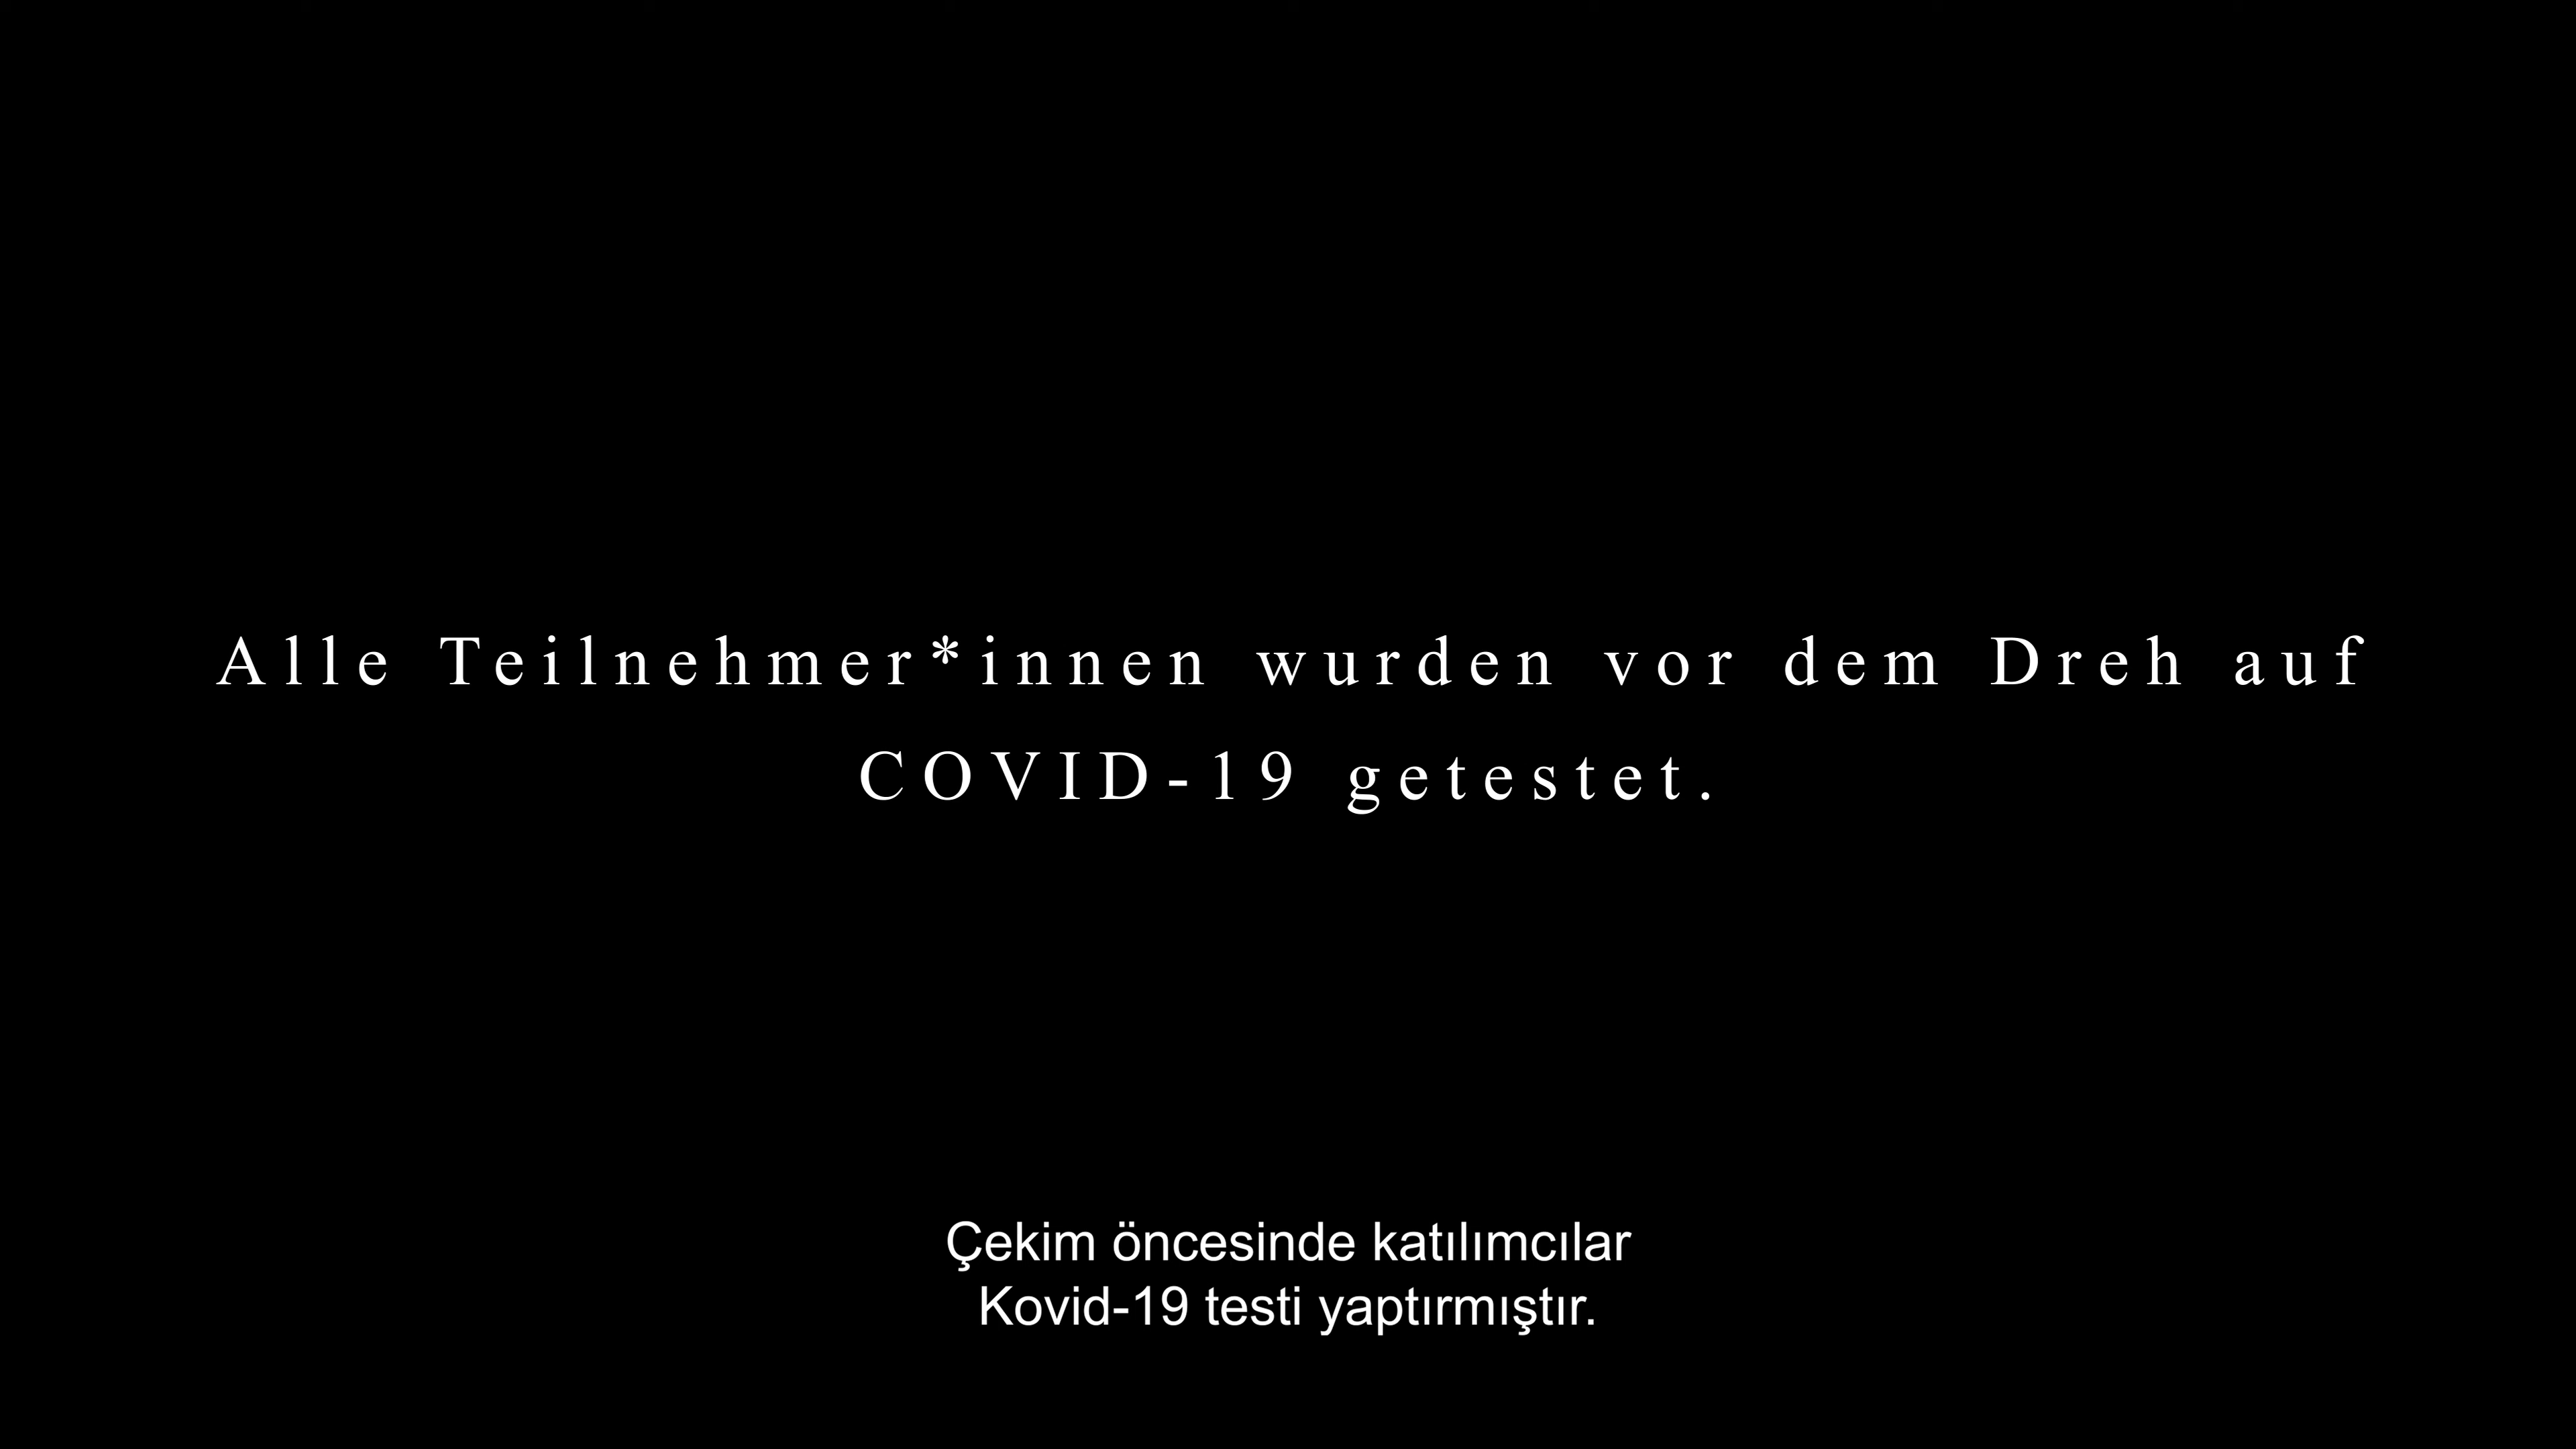 Alle Teilnehmer*innen wurden vor dem Dreh auf
COVID-19 getestet.
Çekim öncesinde katılımcılar
Kovid-19 testi yaptırmıştır.